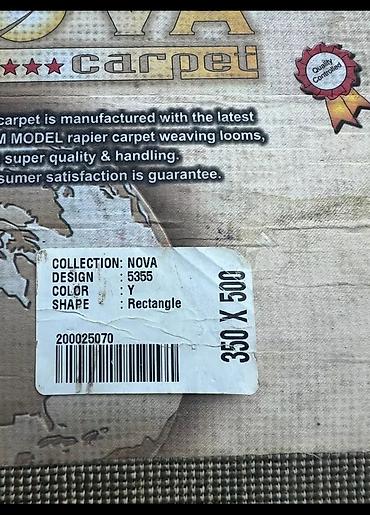 OVA
carpet
Quality
Controlled
carpet is manufactured with the latest
M MODEL rapier carpet weaving looms,
super quality & handling.
sumer satisfaction is guarantee.
COLLECTION: NOVA
DESIGN : 5355
COLOR : Y
SHAPE : Rectangle
200025070
350 X 500